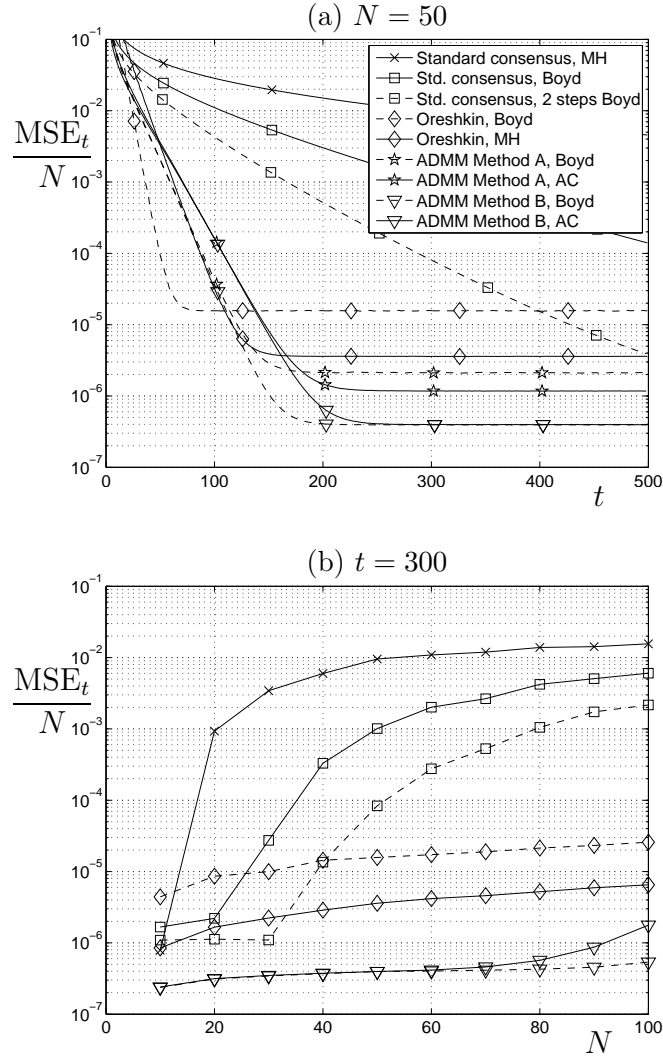 (a) N = 50
MSE_t
N
10^-1
10^-2
10^-3
10^-4
10^-5
10^-6
10^-7
Standard consensus, MH
Std. consensus, Boyd
Std. consensus, 2 steps Boyd
Oreshkin, Boyd
Oreshkin, MH
ADMM Method A, Boyd
ADMM Method A, AC
ADMM Method B, Boyd
ADMM Method B, AC
0 100 200 300 400 500
t
(b) t = 300
MSE_t
N
10^-1
10^-2
10^-3
10^-4
10^-5
10^-6
10^-7
0 20 40 60 80 100
N